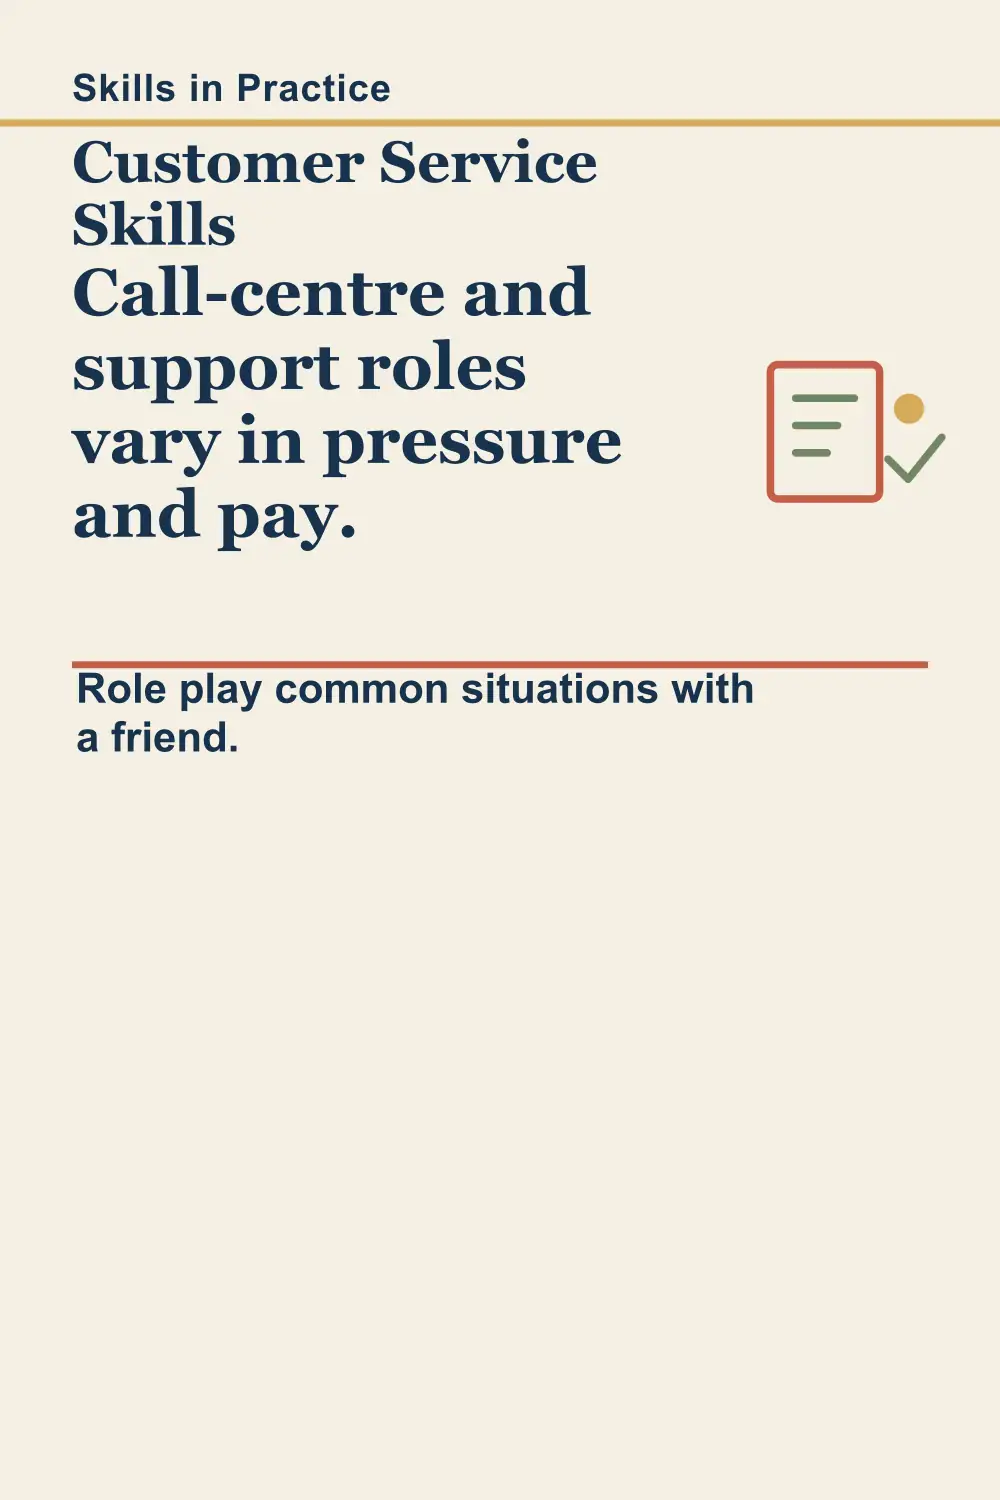 Skills in Practice
Customer Service
Skills
Call-centre and
support roles
vary in pressure
and pay.
Role play common situations with
a friend.